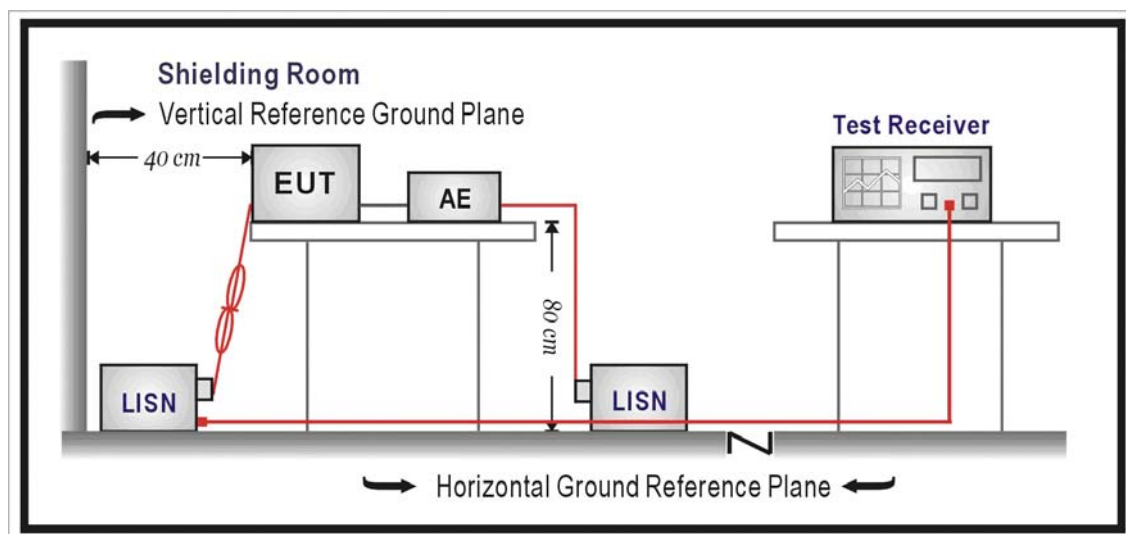 Shielding Room
Vertical Reference Ground Plane
Test Receiver
40 cm
EUT
AE
80 cm
LISN
LISN
Horizontal Ground Reference Plane